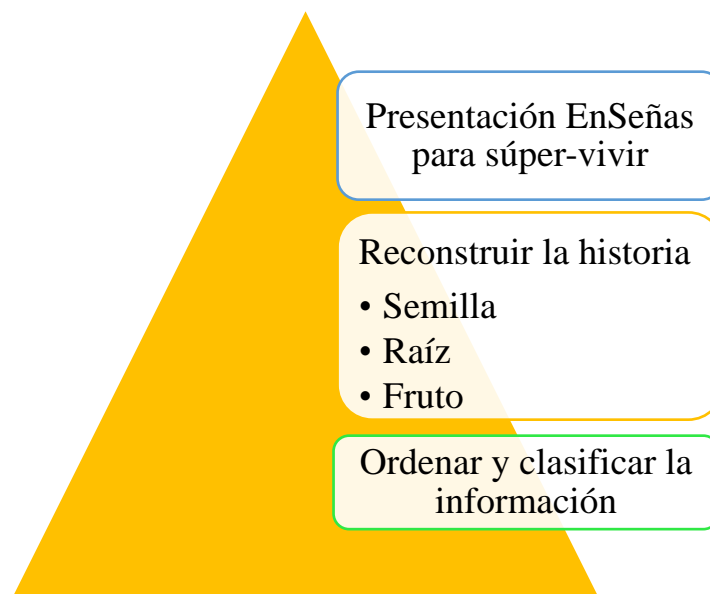 Presentación EnSeñas
para súper-vivir
Reconstruir la historia
• Semilla
• Raíz
• Fruto
Ordenar y clasificar la
información